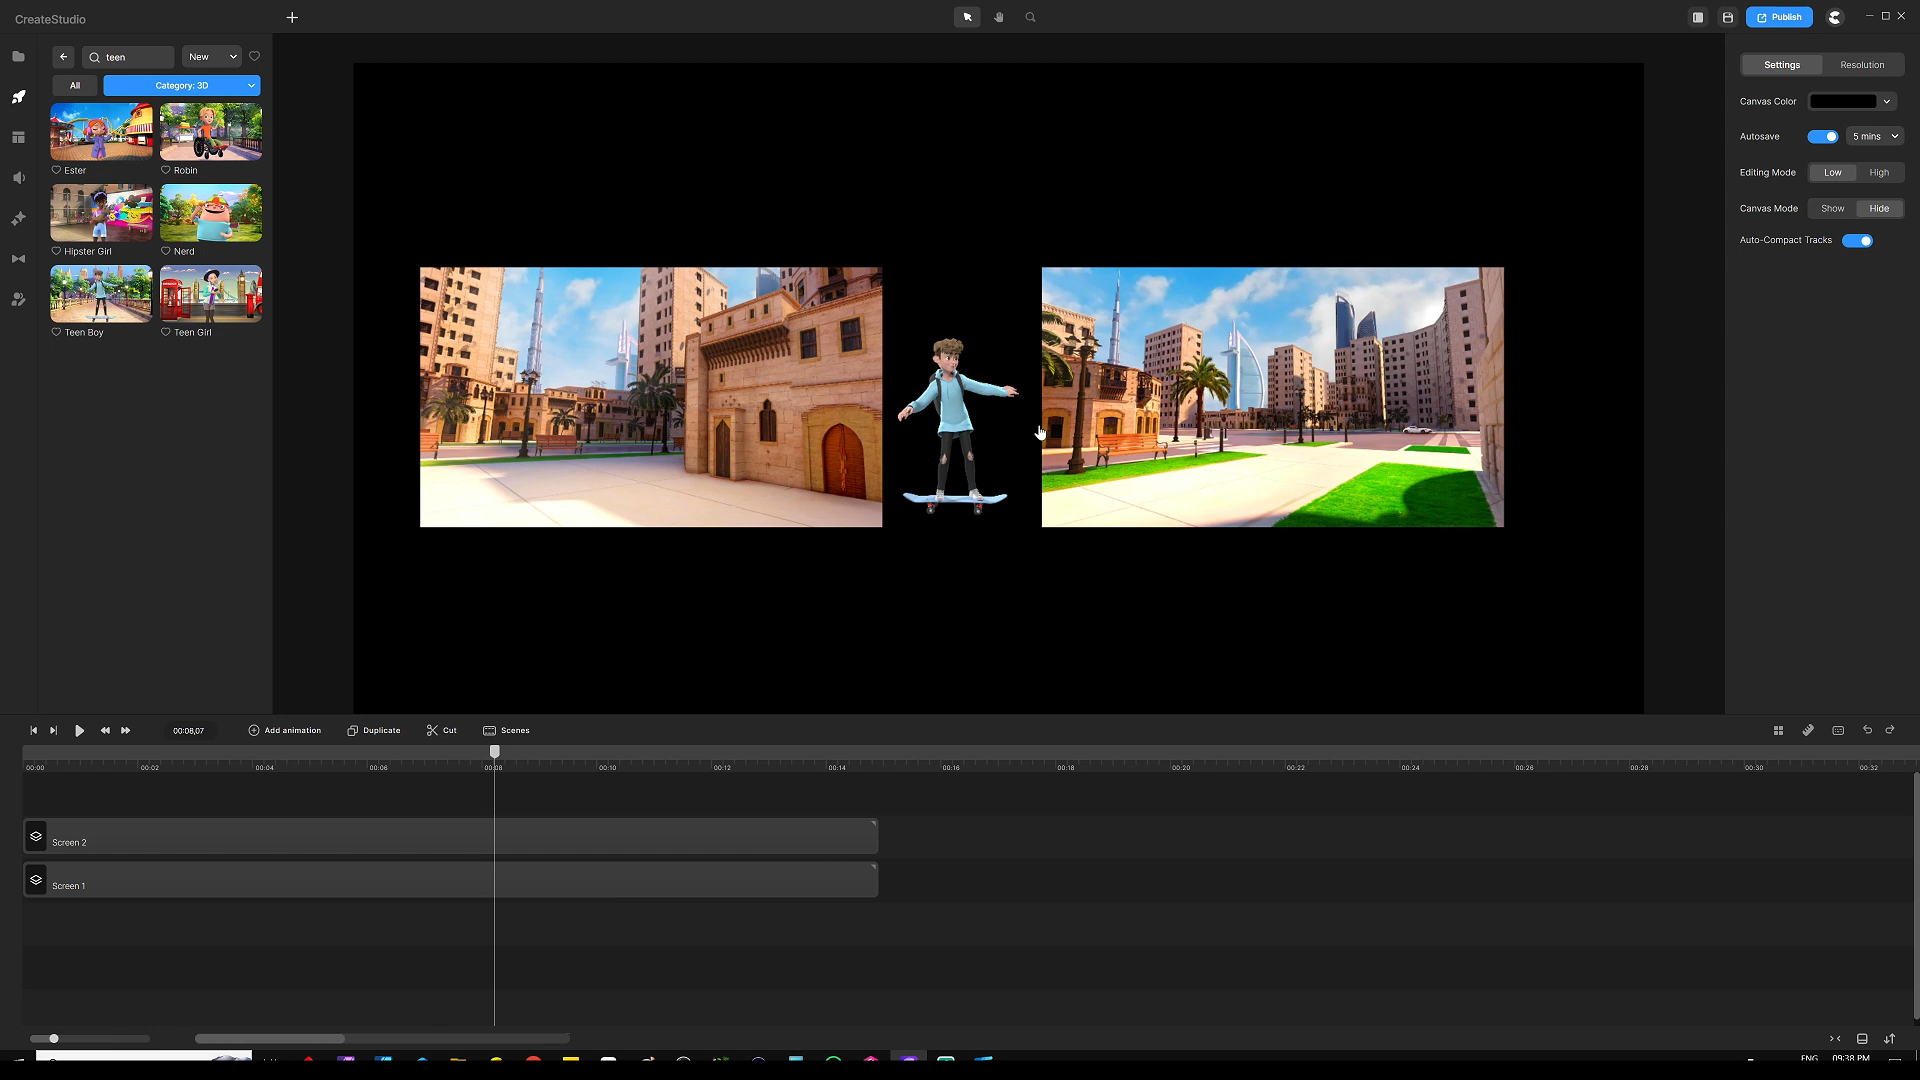 CreateStudio
Publish
teen
New
All
Category: 3D
Ester
Robin
Hipster Girl
Nerd
Teen Boy
Teen Girl
Settings
Resolution
Canvas Color
Autosave
5 mins
Editing Mode
Low
High
Canvas Mode
Show
Hide
Auto-Compact Tracks
00:08,07
Add animation
Duplicate
Cut
Scenes
00:00
00:02
00:04
00:06
00:08
00:10
00:12
00:14
00:16
00:18
00:20
00:22
00:24
00:26
00:28
00:30
00:32
Screen 2
Screen 1
ENG
09:38 PM